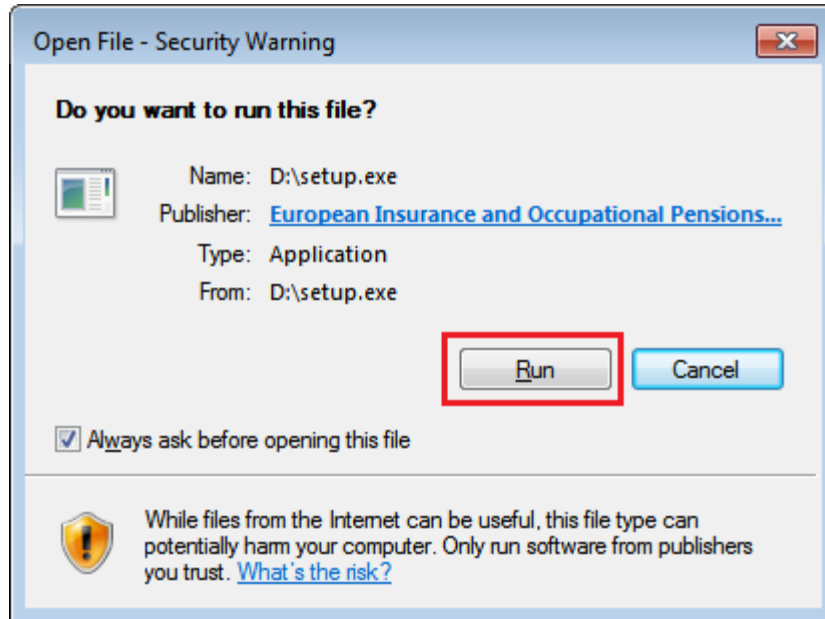 Open File - Security Warning
Do you want to run this file?
Name: D:\setup.exe
Publisher: European Insurance and Occupational Pensions...
Type: Application
From: D:\setup.exe
Run Cancel
Always ask before opening this file
While files from the Internet can be useful, this file type can
potentially harm your computer. Only run software from publishers
you trust. What's the risk?